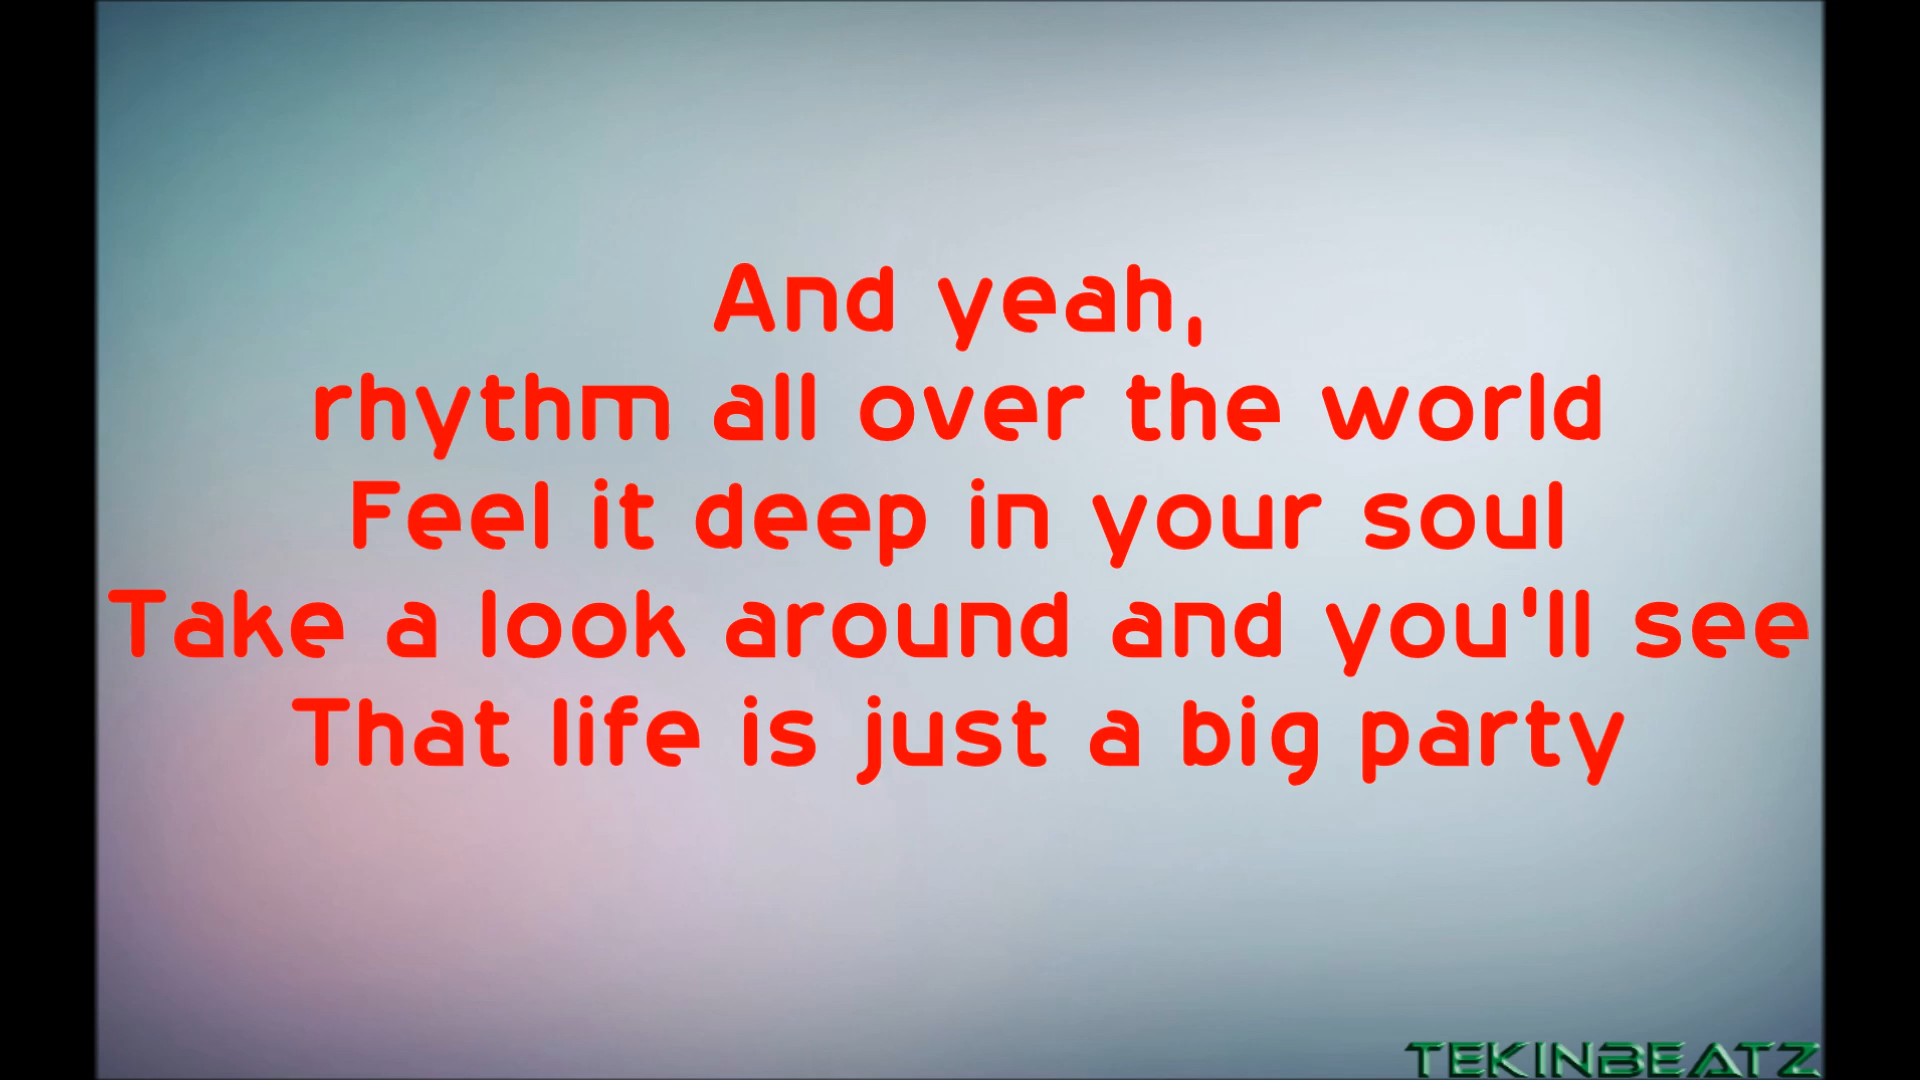 And yeah,
rhythm all over the world
Feel it deep in your soul
Take a look around and you'll see
That life is just a big party
TEKINBEATZ